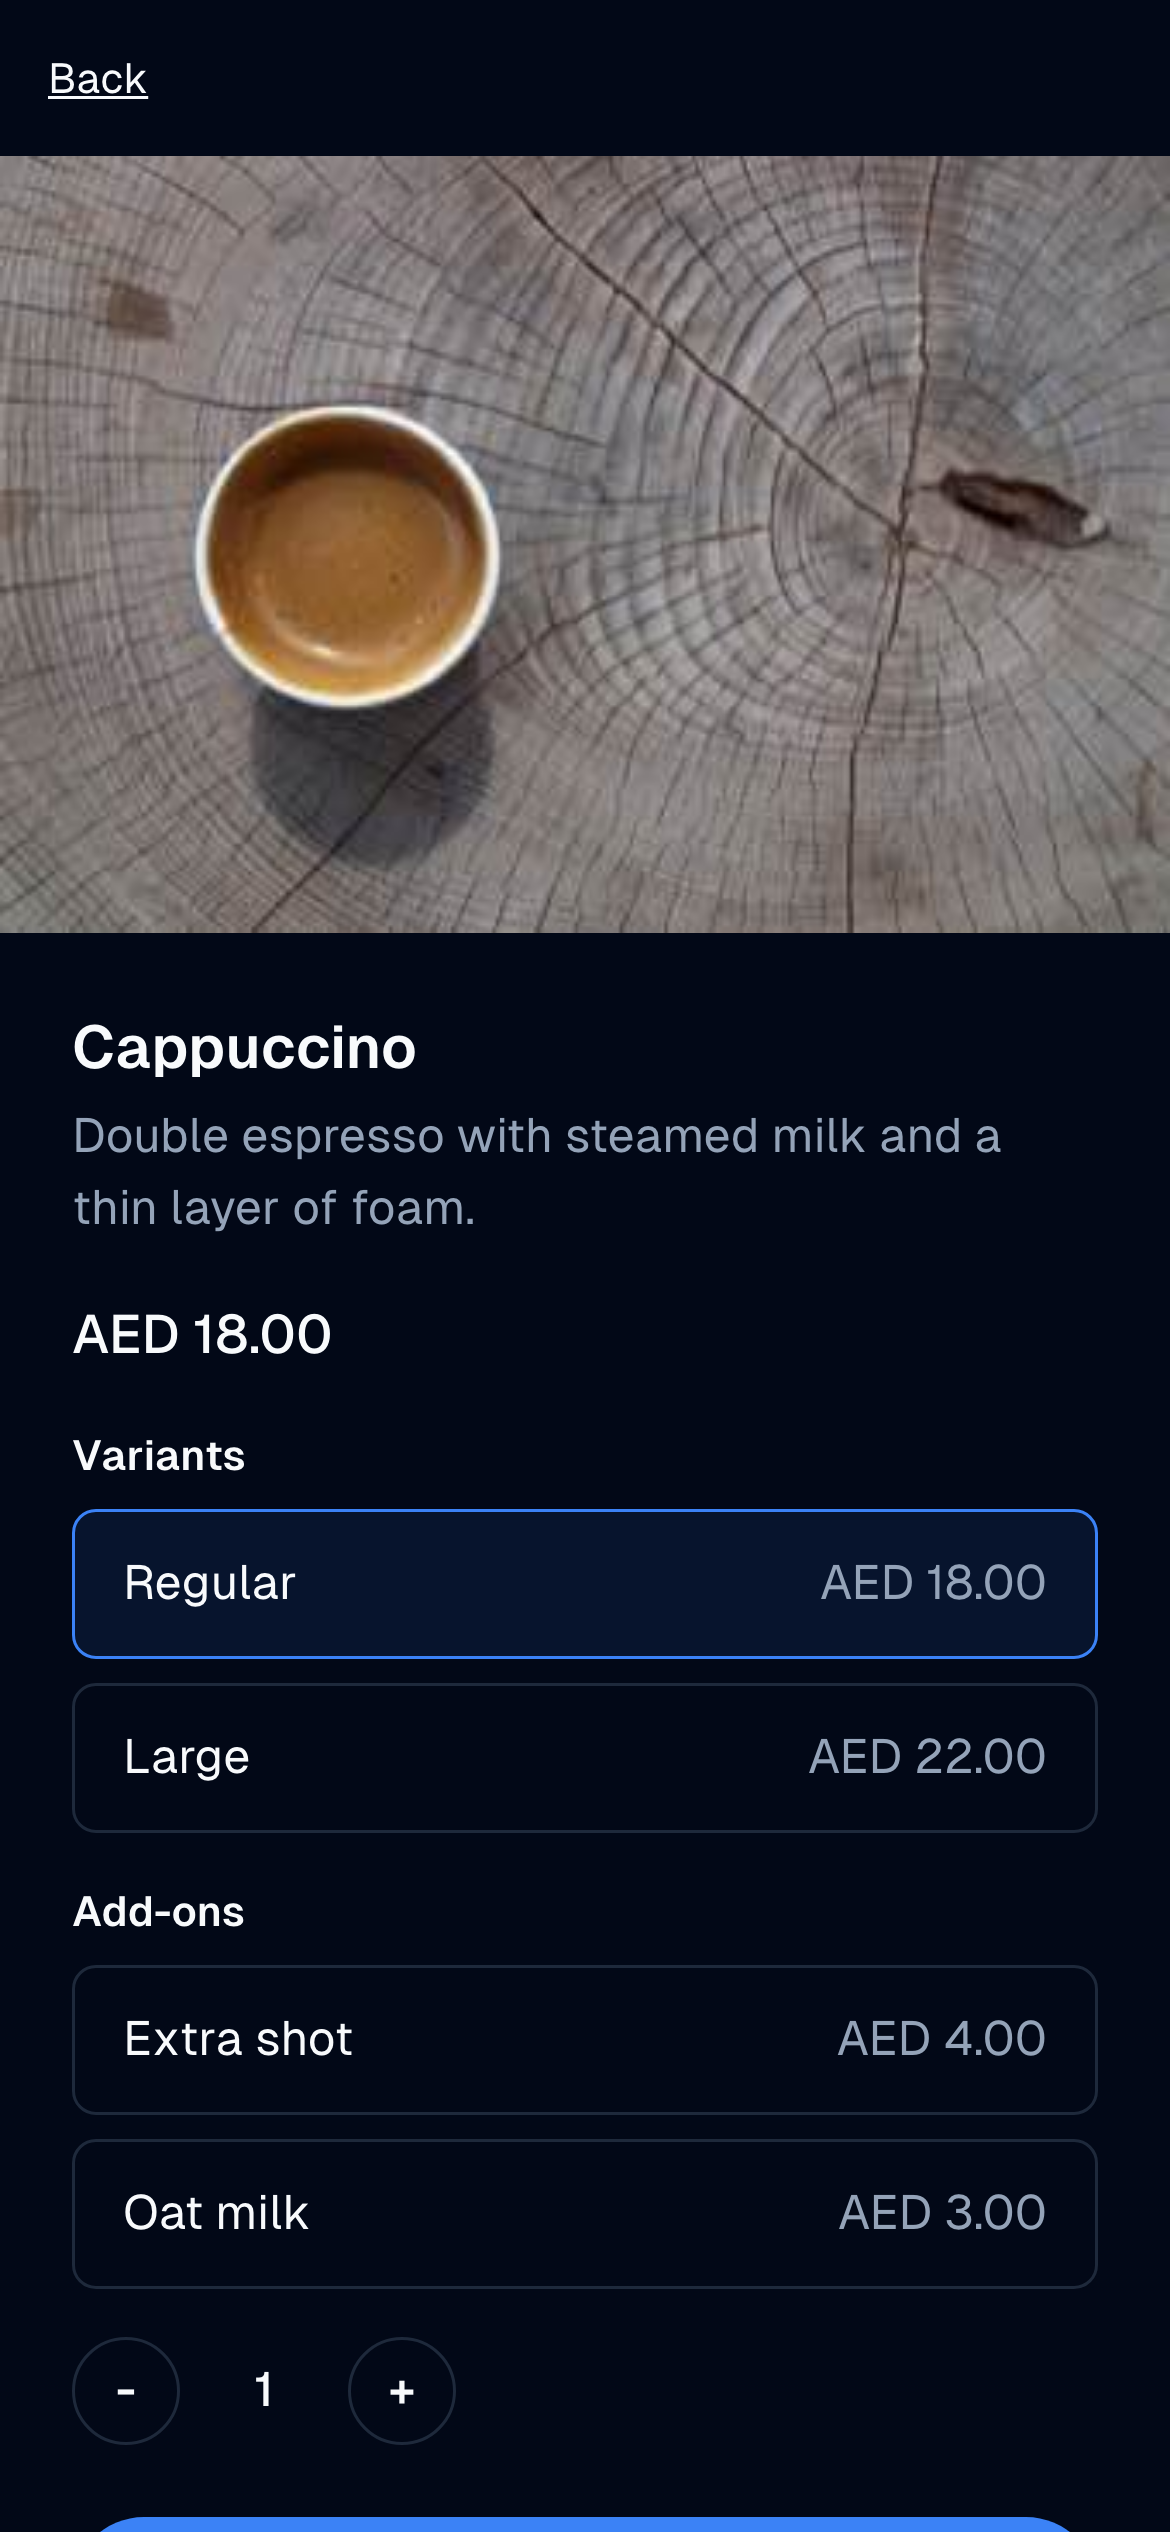 Back
Cappuccino
Double espresso with steamed milk and a
thin layer of foam.
AED 18.00
Variants
Regular AED 18.00
Large AED 22.00
Add-ons
Extra shot AED 4.00
Oat milk AED 3.00
- 1 +